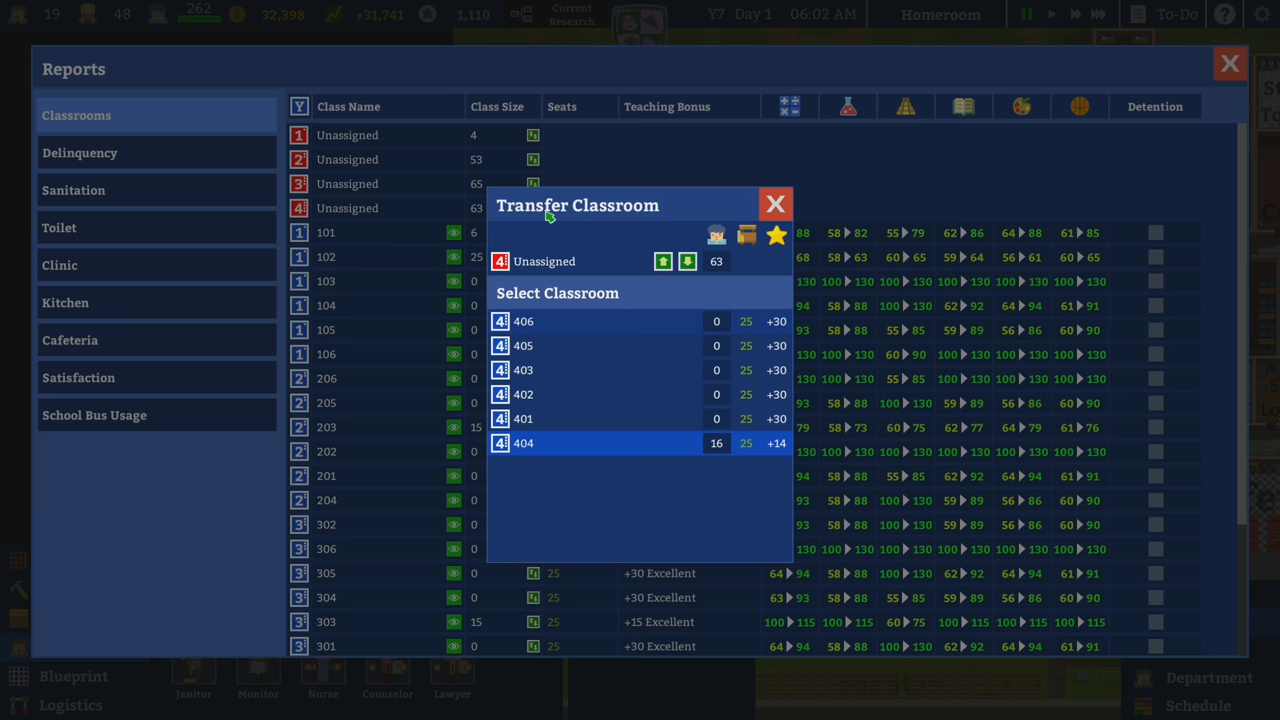 19 48 262 32,398 +31,741 1,110 Current Research Y7 Day 1 06:02 AM Homeroom To-Do ?
Reports X
Classrooms
Delinquency
Sanitation
Toilet
Clinic
Kitchen
Cafeteria
Satisfaction
School Bus Usage
Y Class Name Class Size Seats Teaching Bonus Detention
1 Unassigned 4
2 Unassigned 53
3 Unassigned 65
4 Unassigned 63
1 101 6 88 58 82 55 79 62 86 64 88 61 85
1 102 25 68 58 63 60 65 59 64 56 61 60 65
1 103 0 130 100 130 100 130 100 130 100 130 100 130
1 104 0 94 58 88 100 130 62 92 64 94 61 91
1 105 0 93 58 88 55 85 59 89 56 86 60 90
1 106 0 130 100 130 60 90 100 130 100 130 100 130
2 206 0 130 100 130 55 85 100 130 100 130 100 130
2 205 0 93 58 88 100 130 59 89 56 86 60 90
2 203 15 79 58 73 60 75 62 77 64 79 61 76
2 202 0 130 100 130 100 130 100 130 100 130 100 130
2 201 0 94 58 88 55 85 62 92 64 94 61 91
2 204 0 93 58 88 100 130 59 89 56 86 60 90
3 302 0 93 58 88 100 130 59 89 56 86 60 90
3 306 0 130 100 130 100 130 100 130 100 130 100 130
3 305 0 25 +30 Excellent 64 94 58 88 100 130 62 92 64 94 61 91
3 304 0 25 +30 Excellent 63 93 58 88 55 85 59 89 56 86 60 90
3 303 15 25 +15 Excellent 100 115 100 115 60 75 100 115 100 115 100 115
3 301 0 25 +30 Excellent 64 94 58 88 100 130 62 92 64 94 61 91
Transfer Classroom X
4 Unassigned 63
Select Classroom
4 406 0 25 +30
4 405 0 25 +30
4 403 0 25 +30
4 402 0 25 +30
4 401 0 25 +30
4 404 16 25 +14
Blueprint
Logistics
Janitor Monitor Nurse Counselor Lawyer
Department
Schedule